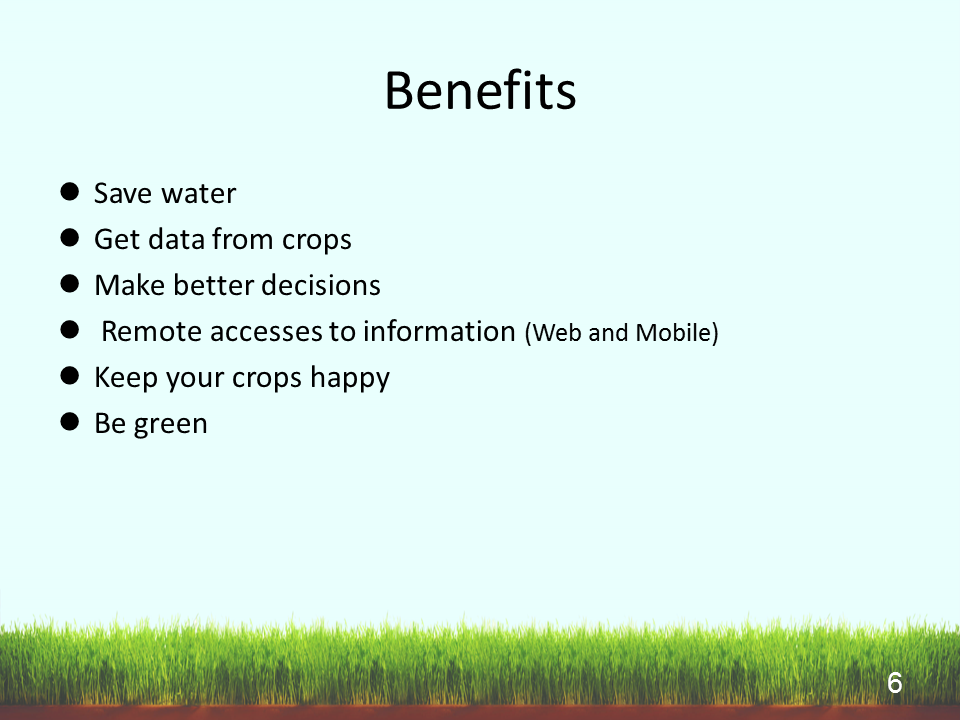 Benefits
● Save water
● Get data from crops
● Make better decisions
● Remote accesses to information (Web and Mobile)
● Keep your crops happy
● Be green
6